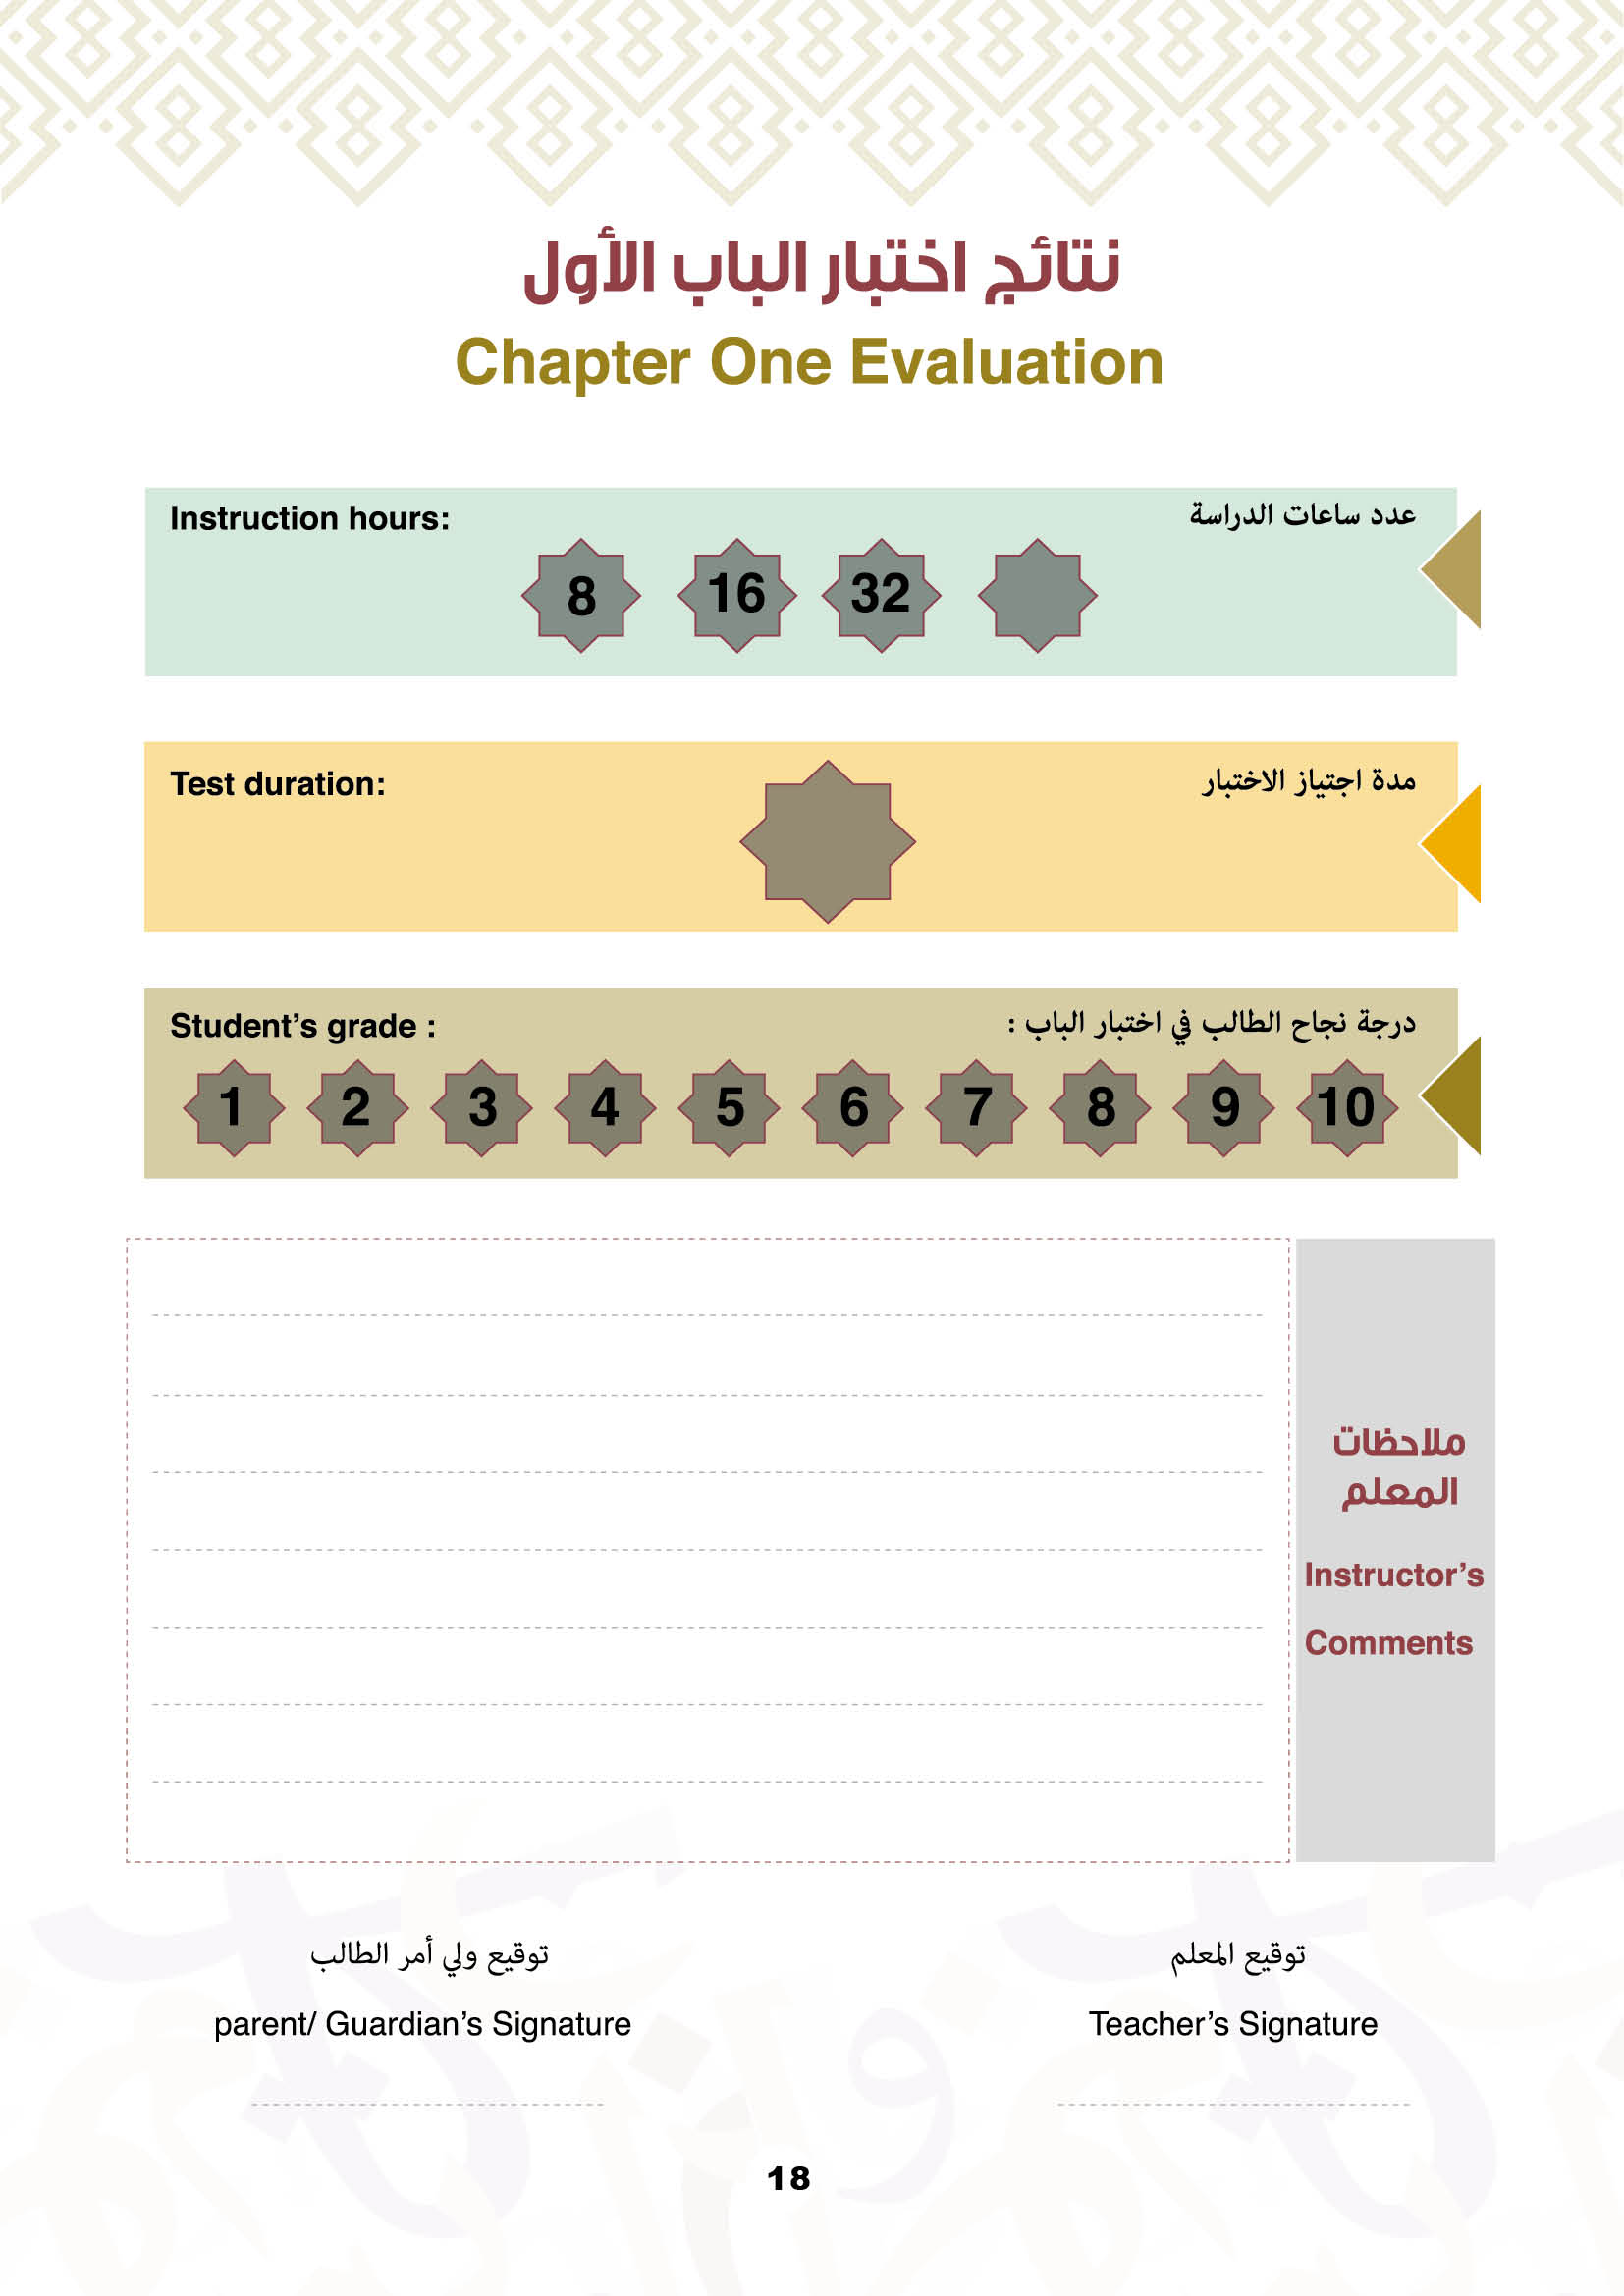 نتائج اختبار الباب الأول
Chapter One Evaluation
Instruction hours: عدد ساعات الدراسة
8 16 32
Test duration: مدة اجتياز الاختبار
Student’s grade : درجة نجاح الطالب في اختبار الباب :
1 2 3 4 5 6 7 8 9 10
ملاحظات
المعلم
Instructor’s
Comments
توقيع ولي أمر الطالب
parent/ Guardian’s Signature
توقيع المعلم
Teacher’s Signature
18